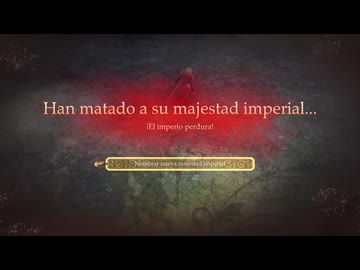 Han matado a su majestad imperial...
¡El imperio perdura!
Nombrar nueva majestad imperial